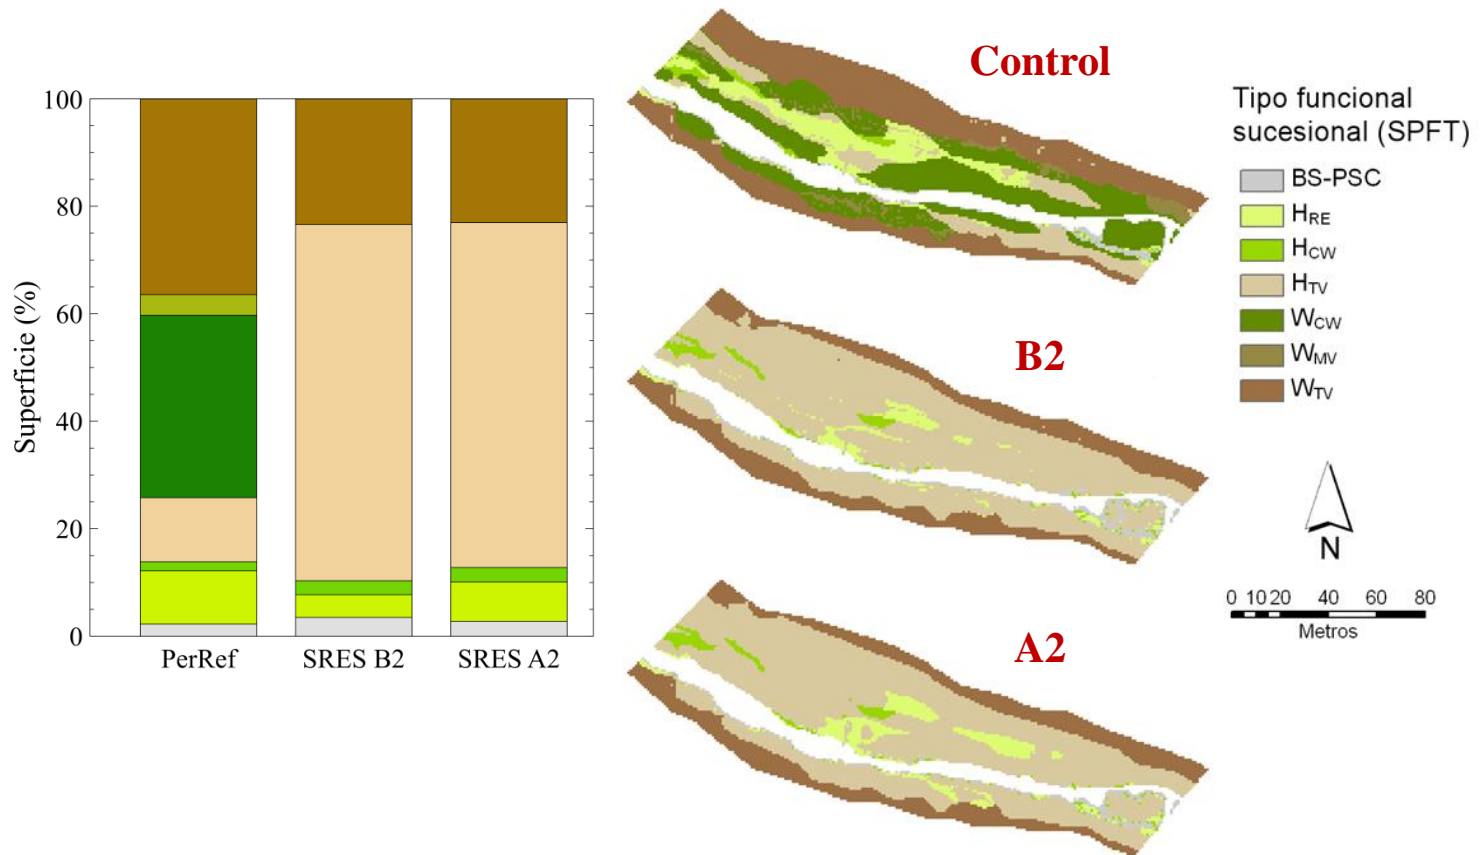 Superficie (%)
100
80
60
40
20
0
PerRef
SRES B2
SRES A2
Control
B2
A2
Tipo funcional
sucesional (SPFT)
BS-PSC
HRE
HCW
HTV
WCW
WMV
WTV
N
0 10 20 40 60 80
Metros